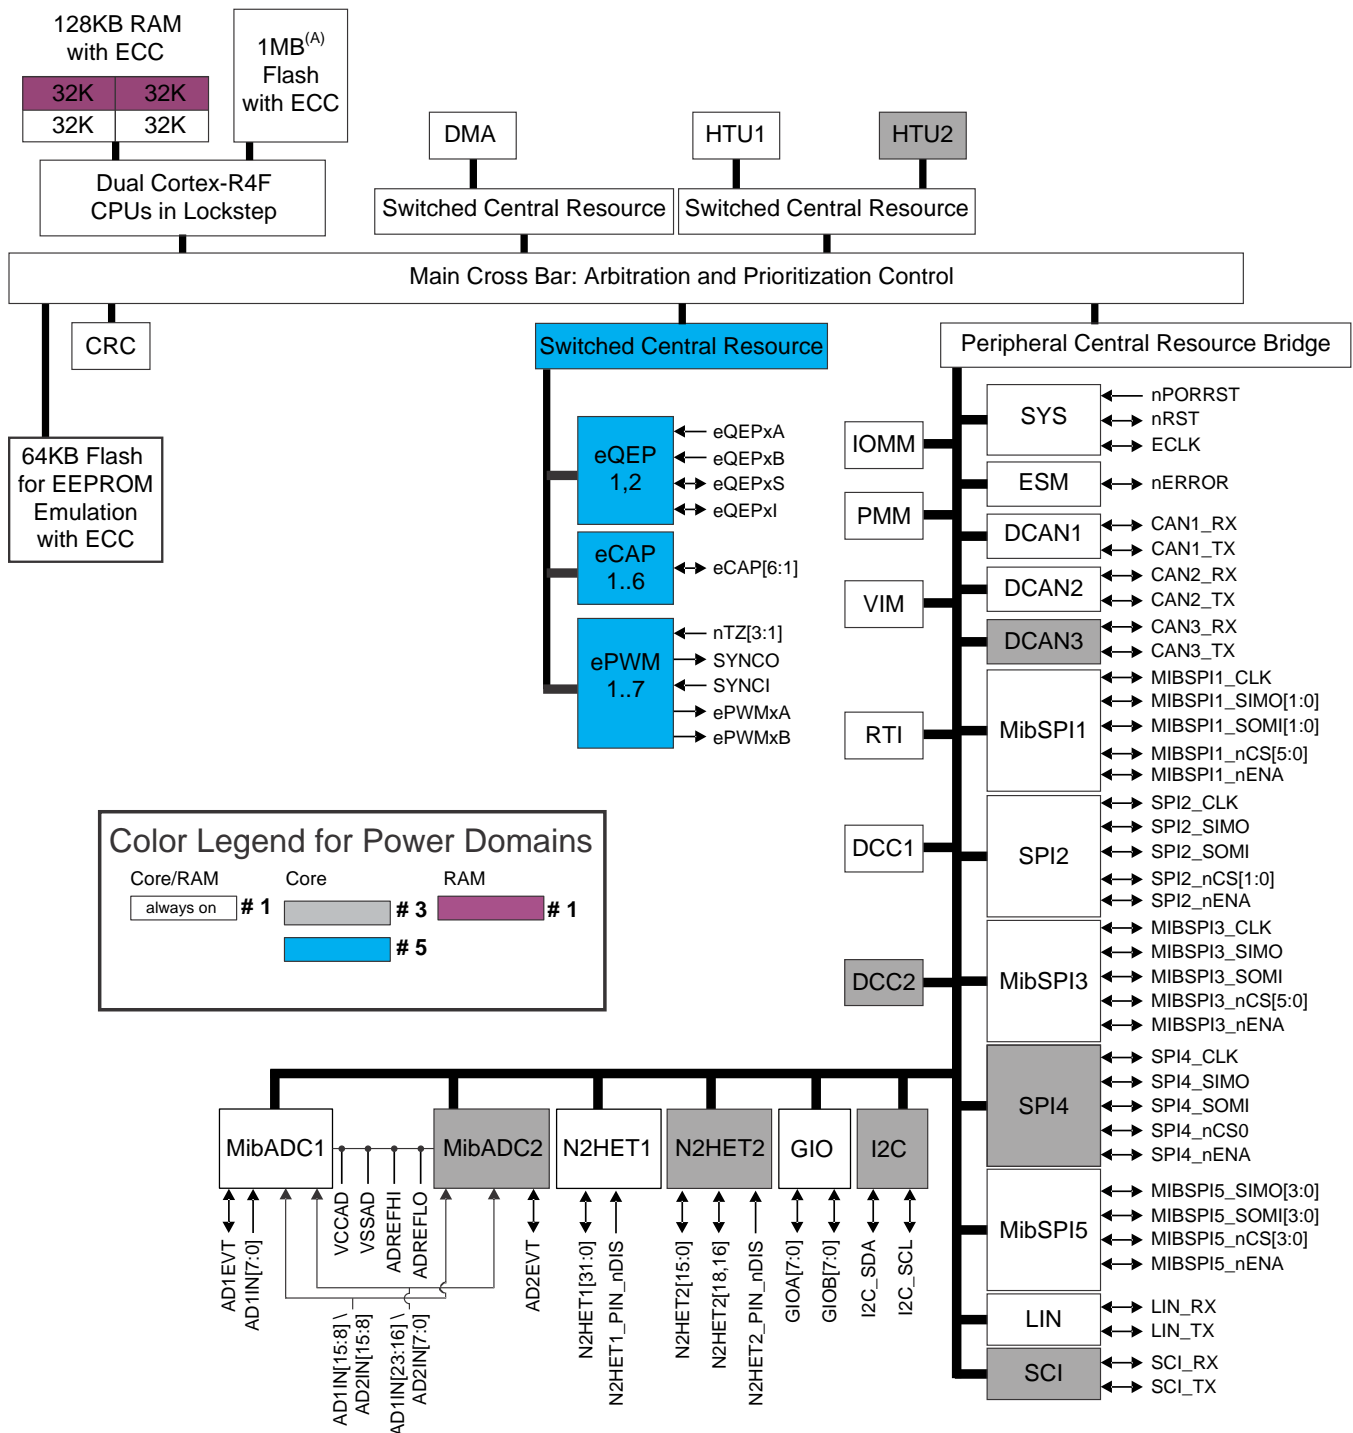 128KB RAM
with ECC
32K 32K
32K 32K
1MB(A)
Flash
with ECC
Dual Cortex-R4F
CPUs in Lockstep
DMA
HTU1
HTU2
Switched Central Resource
Switched Central Resource
Main Cross Bar: Arbitration and Prioritization Control
CRC
64KB Flash
for EEPROM
Emulation
with ECC
Switched Central Resource
eQEP
1,2
eQEPxA
eQEPxB
eQEPxS
eQEPxI
eCAP
1..6
eCAP[6:1]
ePWM
1..7
nTZ[3:1]
SYNCO
SYNCI
ePWMxA
ePWMxB
Peripheral Central Resource Bridge
IOMM
PMM
VIM
RTI
DCC1
DCC2
SYS
nPORRST
nRST
ECLK
ESM
nERROR
DCAN1
CAN1_RX
CAN1_TX
DCAN2
CAN2_RX
CAN2_TX
DCAN3
CAN3_RX
CAN3_TX
MibSPI1
MIBSPI1_CLK
MIBSPI1_SIMO[1:0]
MIBSPI1_SOMI[1:0]
MIBSPI1_nCS[5:0]
MIBSPI1_nENA
SPI2
SPI2_CLK
SPI2_SIMO
SPI2_SOMI
SPI2_nCS[1:0]
SPI2_nENA
MibSPI3
MIBSPI3_CLK
MIBSPI3_SIMO
MIBSPI3_SOMI
MIBSPI3_nCS[5:0]
MIBSPI3_nENA
SPI4
SPI4_CLK
SPI4_SIMO
SPI4_SOMI
SPI4_nCS0
SPI4_nENA
MibSPI5
MIBSPI5_SIMO[3:0]
MIBSPI5_SOMI[3:0]
MIBSPI5_nCS[3:0]
MIBSPI5_nENA
LIN
LIN_RX
LIN_TX
SCI
SCI_RX
SCI_TX
Color Legend for Power Domains
Core/RAM Core RAM
always on # 1 # 3 # 1
# 5
MibADC1
MibADC2
N2HET1
N2HET2
GIO
I2C
AD1EVT
AD1IN[7:0]
VCCAD
VSSAD
ADREFHI
ADREFLO
AD1IN[15:8] \
AD2IN[15:8]
AD1IN[23:16] \
AD2IN[7:0]
AD2EVT
N2HET1[31:0]
N2HET1_PIN_nDIS
N2HET2[15:0]
N2HET2[18,16]
N2HET2_PIN_nDIS
GIOA[7:0]
GIOB[7:0]
I2C_SDA
I2C_SCL